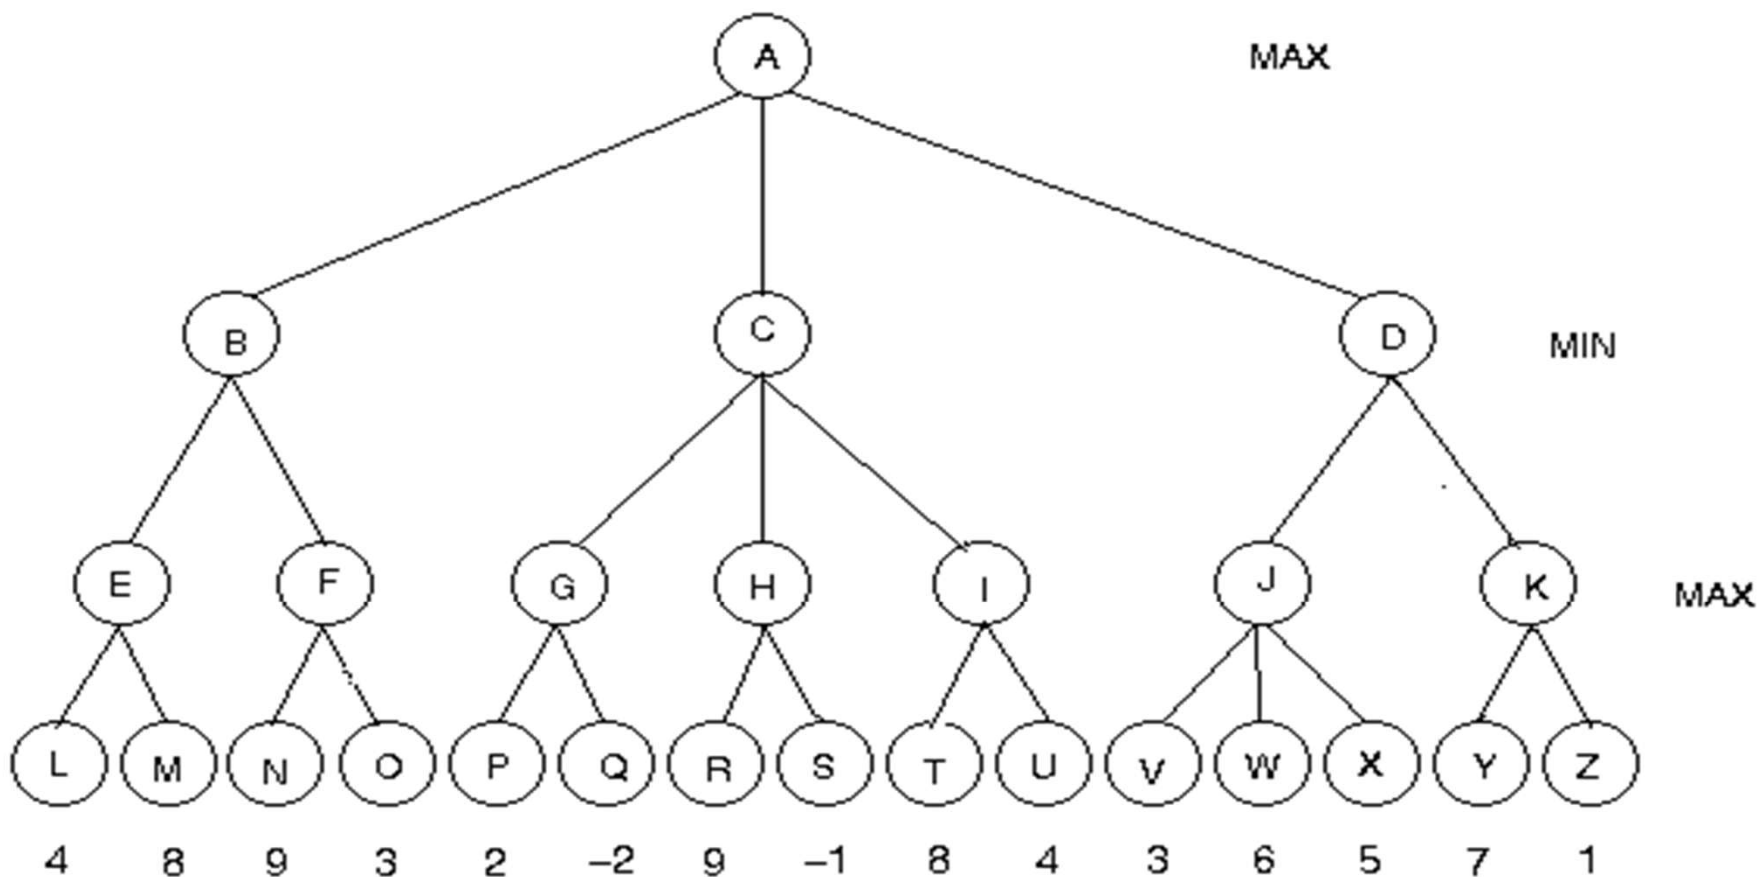 A MAX
B C D MIN
E F G H I J K MAX
L M N O P Q R S T U V W X Y Z
4 8 9 3 2 −2 9 −1 8 4 3 6 5 7 1